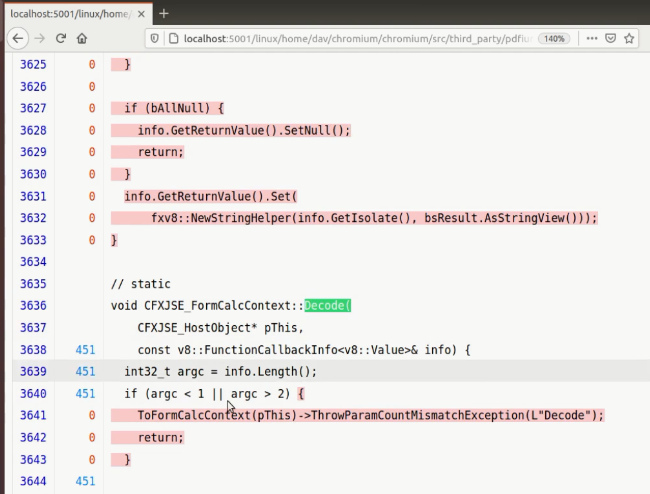 localhost:5001/linux/home/
localhost:5001/linux/home/dav/chromium/chromium/src/third_party/pdfiu 140%
3625 0 }
3626 0
3627 0 if (bAllNull) {
3628 0 info.GetReturnValue().SetNull();
3629 0 return;
3630 0 }
3631 0 info.GetReturnValue().Set(
3632 0 fxv8::NewStringHelper(info.GetIsolate(), bsResult.AsStringView()));
3633 0 }
3634
3635 // static
3636 void CFXJSE_FormCalcContext::Decode(
3637 CFXJSE_HostObject* pThis,
3638 451 const v8::FunctionCallbackInfo<v8::Value>& info) {
3639 451 int32_t argc = info.Length();
3640 451 if (argc < 1 || argc > 2) {
3641 0 ToFormCalcContext(pThis)->ThrowParamCountMismatchException(L"Decode");
3642 0 return;
3643 0 }
3644 451